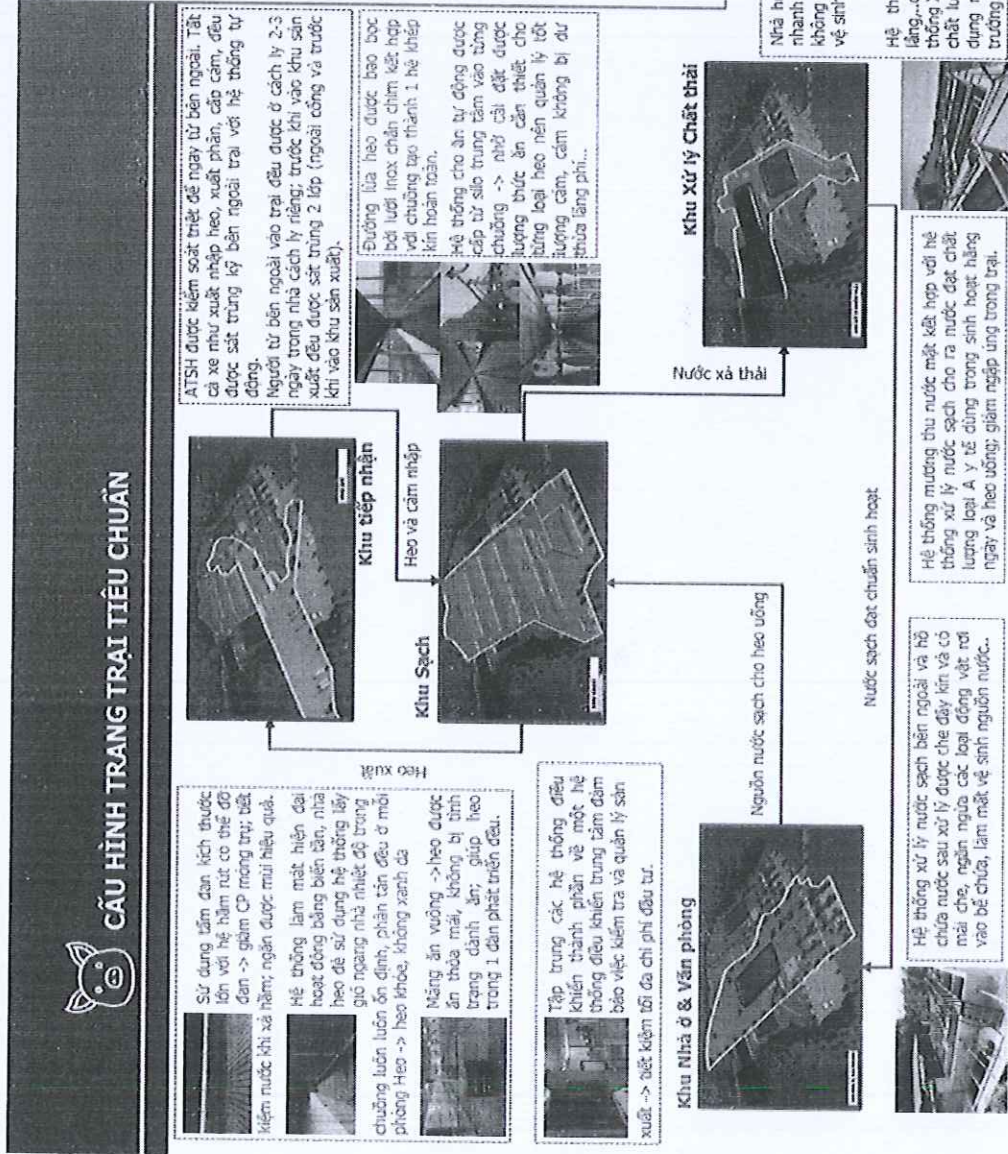 CẤU HÌNH TRANG TRẠI TIÊU CHUẨN
Sử dụng tấm đan kích thước
lớn với hệ hầm rút có thể đỡ
đan -> giảm CP móng trụ; tiết
kiệm nước khi xả hầm; ngăn được mùi hiệu quả.
Hệ thống làm mát hiện đại
hoạt động bằng biến tần, nhà
heo đẻ sử dụng hệ thống lấy
gió ngang nhà nhiệt độ trong
chuồng luôn luôn ổn định, phân tán đều ở mỗi
phòng Heo -> heo khỏe, không xanh da
Máng ăn vuông ->heo được
ăn thỏa mái, không bị tình
trạng dành ăn; giúp heo
trong 1 đàn phát triển đều.
Heo xuất
Khu tiếp nhận
Heo và cám nhập
Khu Sạch
ATSH được kiểm soát triệt để ngay từ bên ngoài. Tất
cả xe như xuất nhập heo, xuất phân, cấp cám, đều
được sát trùng kỹ bên ngoài trại với hệ thống tự
động.
Người từ bên ngoài vào trại đều được ở cách ly 2-3
ngày trong nhà cách ly riêng; trước khi vào khu sản
xuất đều được sát trùng 2 lớp (ngoài cổng và trước
khi vào khu sản xuất).
Đường lùa heo được bao bọc
bởi lưới inox chắn chim kết hợp
với chuồng tạo thành 1 hệ khép
kín hoàn toàn.
Hệ thống cho ăn tự động được
cấp từ silo trung tâm vào từng
chuồng -> nhờ cài đặt được
lượng thức ăn cần thiết cho
từng loại heo nên quản lý tốt
lượng cám, cám không bị dư
thừa lãng phí...
Tập trung các hệ thống điều
khiển thành phần về một hệ
thống điều khiển trung tâm đảm
bảo việc kiểm tra và quản lý sản
xuất --> tiết kiệm tối đa chi phí đầu tư.
Khu Nhà ở & Văn phòng
Nguồn nước sạch cho heo uống
Nước xả thải
Khu Xử lý Chất thải
Nước sạch đạt chuẩn sinh hoạt
Hệ thống xử lý nước sạch bên ngoài và hồ
chứa nước sau xử lý được che đây kín và có
mái che, ngăn ngừa các loại động vật rơi
vào bể chứa, làm mất vệ sinh nguồn nước..
Hệ thống mương thu nước mặt kết hợp với hệ
thống xử lý nước sạch cho ra nước đạt chất
lượng loại A y tế dùng trong sinh hoạt hằng
ngày và heo uống; giảm ngập úng trong trại.
Nhà h
nhanh
không
vệ sinh
Hệ th
lắng,..
thống
chất lư
dụng n
trường